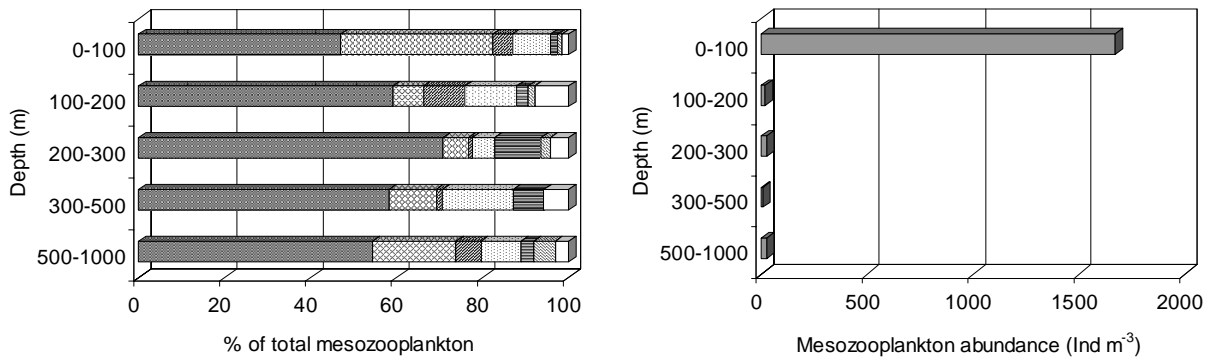 Depth (m)
0-100
100-200
200-300
300-500
500-1000
0 20 40 60 80 100
% of total mesozooplankton
Depth (m)
0-100
100-200
200-300
300-500
500-1000
0 500 1000 1500 2000
Mesozooplankton abundance (Ind m⁻³)